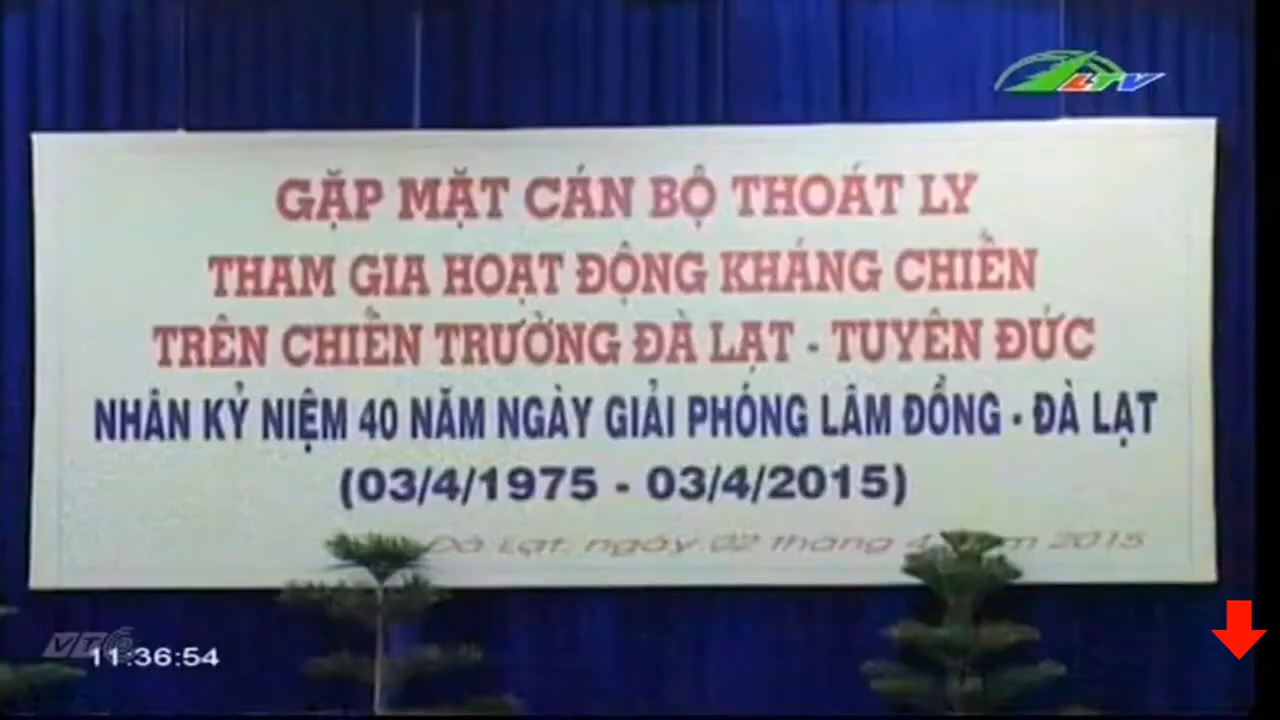 LTV
GẶP MẶT CÁN BỘ THOÁT LY
THAM GIA HOẠT ĐỘNG KHÁNG CHIẾN
TRÊN CHIẾN TRƯỜNG ĐÀ LẠT - TUYÊN ĐỨC
NHÂN KỶ NIỆM 40 NĂM NGÀY GIẢI PHÓNG LÂM ĐỒNG - ĐÀ LẠT
(03/4/1975 - 03/4/2015)
Đà Lạt, ngày 02 tháng 4 2015
11:36:54